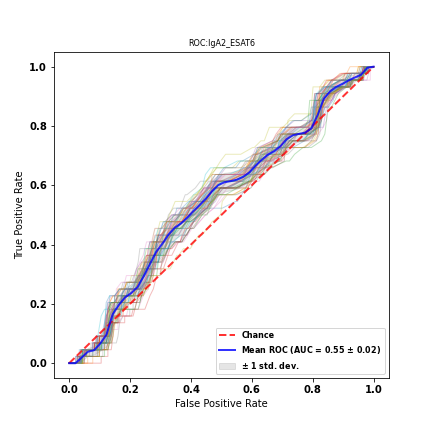 ROC:IgA2_ESAT6
1.0
0.8
0.6
0.4
0.2
0.0
True Positive Rate
Chance
Mean ROC (AUC = 0.55 ± 0.02)
± 1 std. dev.
0.0 0.2 0.4 0.6 0.8 1.0
False Positive Rate